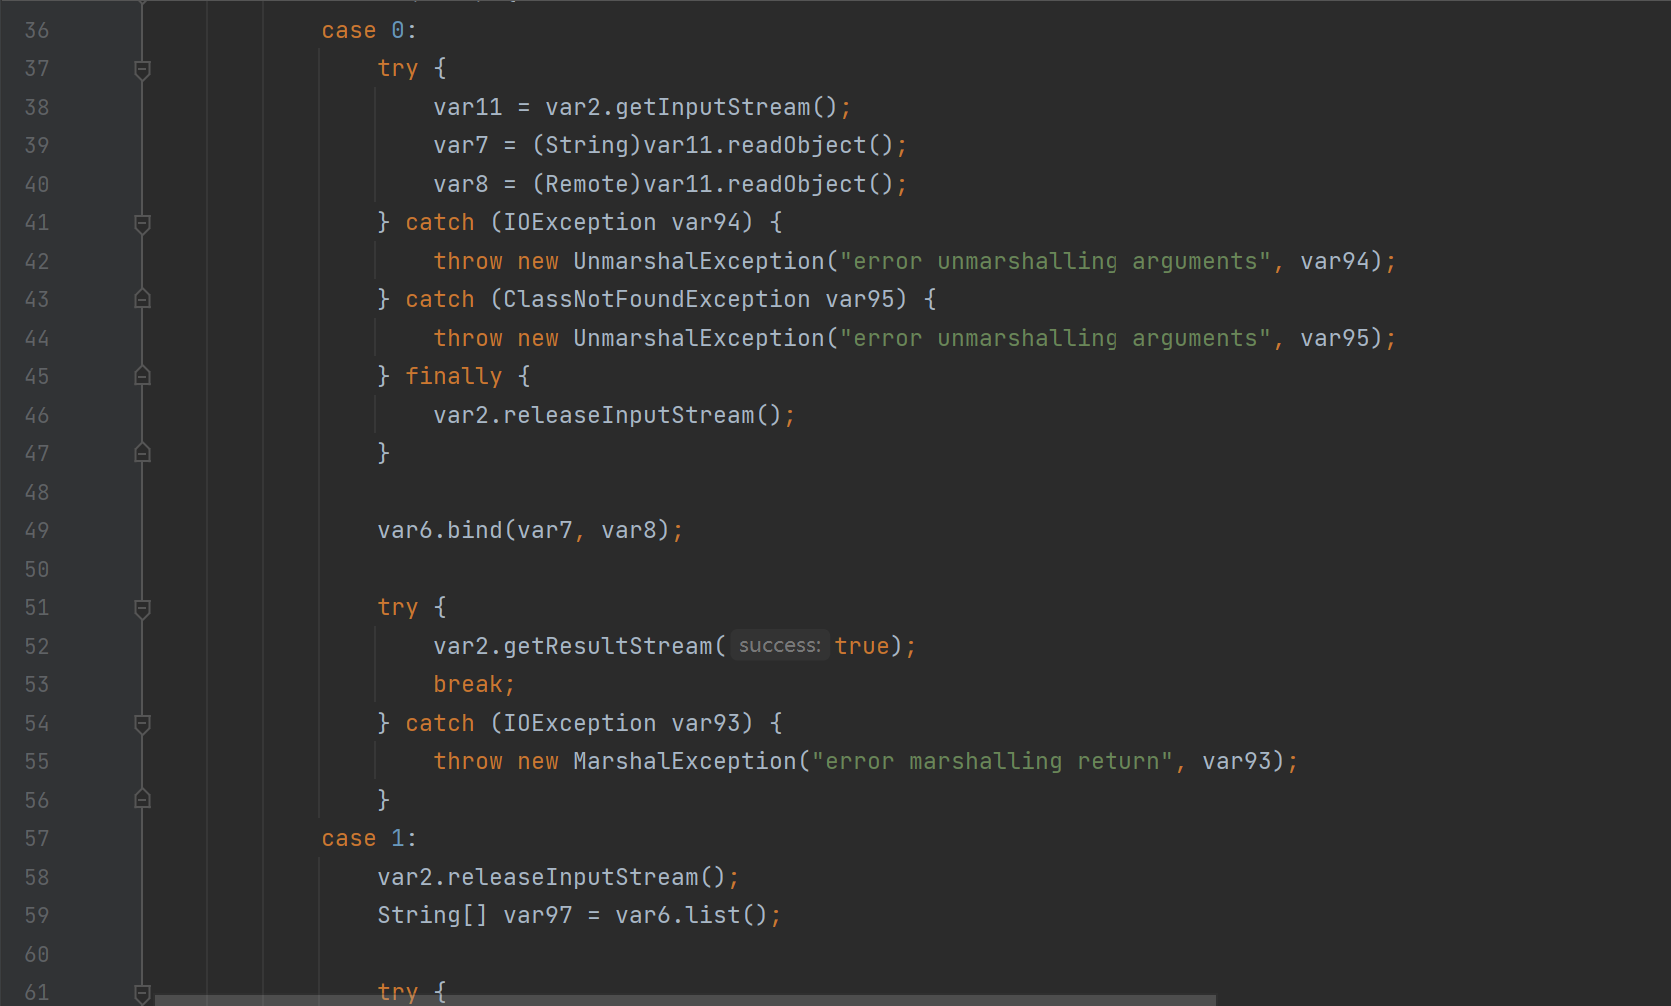 36 case 0:
37 try {
38 var11 = var2.getInputStream();
39 var7 = (String)var11.readObject();
40 var8 = (Remote)var11.readObject();
41 } catch (IOException var94) {
42 throw new UnmarshalException("error unmarshalling arguments", var94);
43 } catch (ClassNotFoundException var95) {
44 throw new UnmarshalException("error unmarshalling arguments", var95);
45 } finally {
46 var2.releaseInputStream();
47 }
48
49 var6.bind(var7, var8);
50
51 try {
52 var2.getResultStream( success: true);
53 break;
54 } catch (IOException var93) {
55 throw new MarshalException("error marshalling return", var93);
56 }
57 case 1:
58 var2.releaseInputStream();
59 String[] var97 = var6.list();
60
61 try {